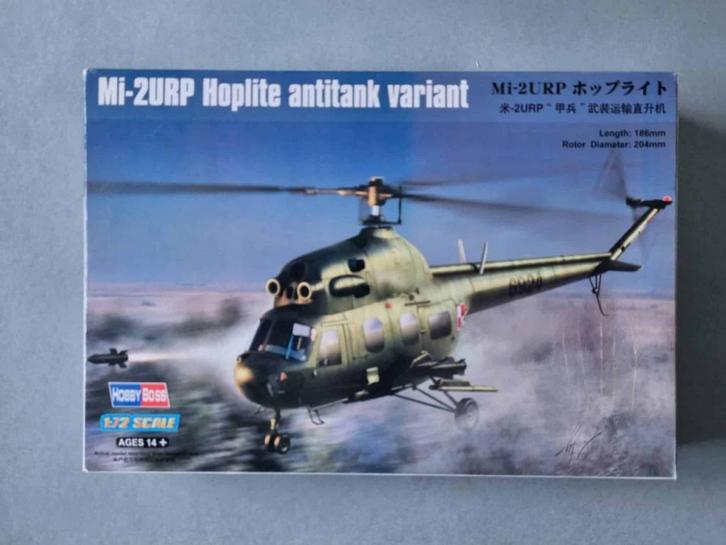 Mi-2URP Hoplite antitank variant
Mi-2URP ホップライト
米-2URP“甲兵”武装运输直升机
Length: 186mm
Rotor Diameter: 204mm
HOBBY BOSS
1:72 SCALE
AGES 14 +